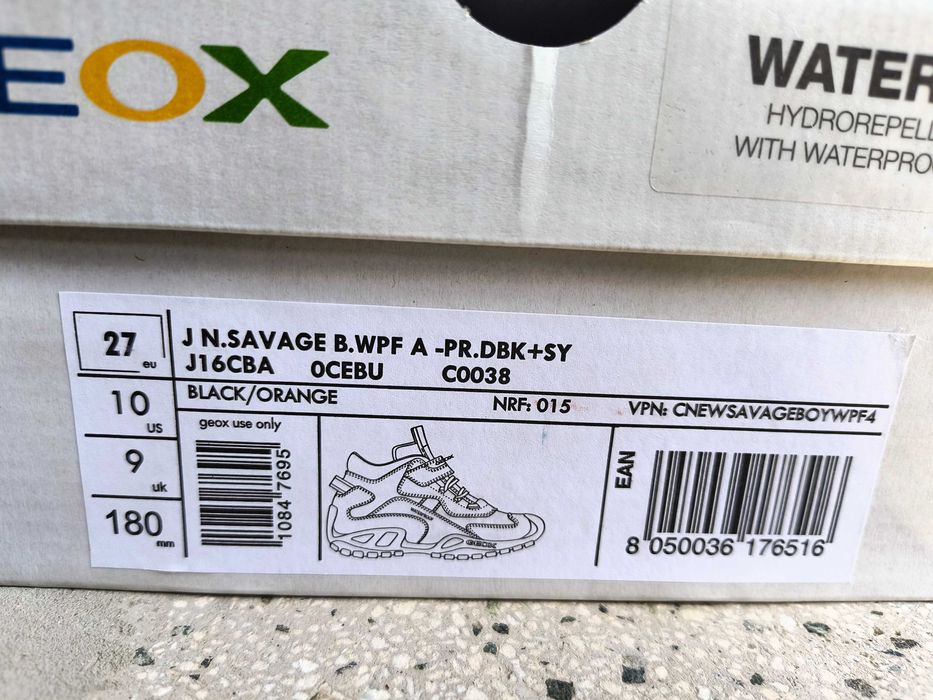 EOX
WATER
HYDROREPELL
WITH WATERPRO
27 eu
J N.SAVAGE B.WPF A -PR.DBK+SY
J16CBA 0CEBU C0038
10 US
BLACK/ORANGE NRF: 015 VPN: CNEWSAVAGEBOYWPF4
9 uk
180 mm
geox use only
1084 7695
GEOX
EAN
8 050036 176516